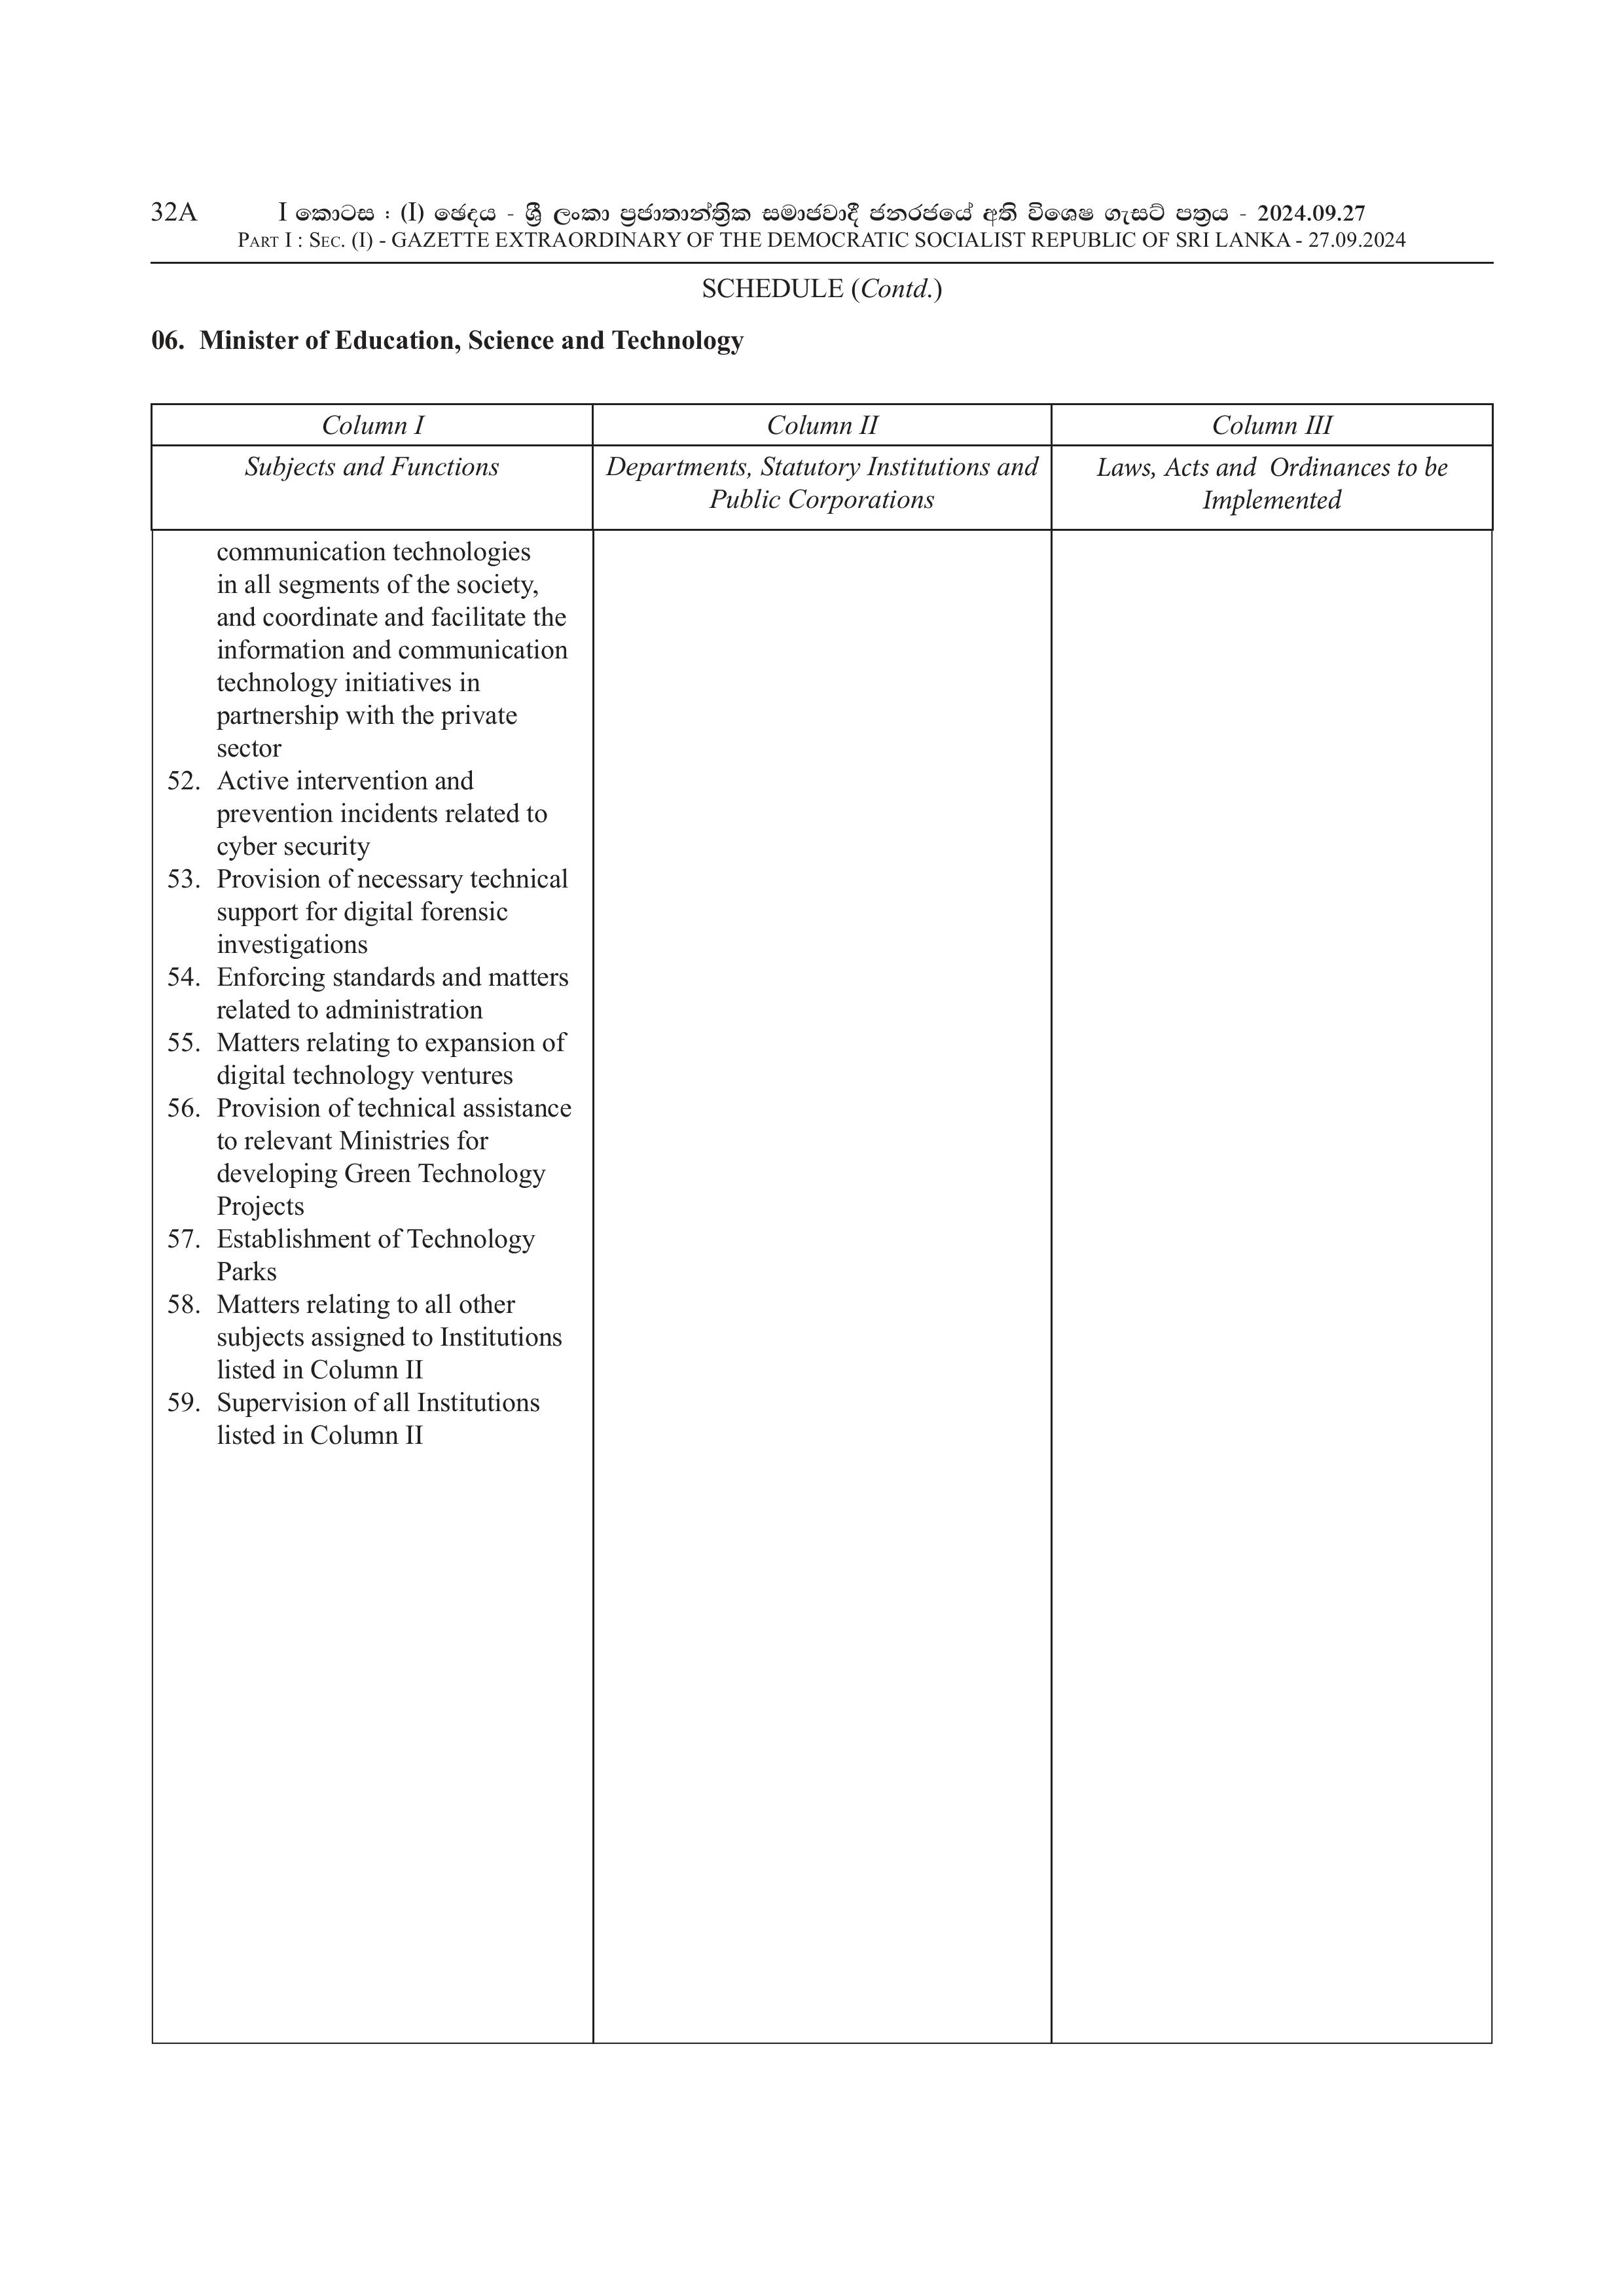 32A I කොටස : (I) ඡෙදය - ශ්‍රී ලංකා ප්‍රජාතාන්ත්‍රික සමාජවාදී ජනරජයේ අති විශෙෂ ගැසට් පත්‍රය - 2024.09.27
PART I : SEC. (I) - GAZETTE EXTRAORDINARY OF THE DEMOCRATIC SOCIALIST REPUBLIC OF SRI LANKA - 27.09.2024
SCHEDULE (Contd.)
06. Minister of Education, Science and Technology
Column I Column II Column III
Subjects and Functions Departments, Statutory Institutions and Laws, Acts and Ordinances to be
Public Corporations Implemented
communication technologies
in all segments of the society,
and coordinate and facilitate the
information and communication
technology initiatives in
partnership with the private
sector
52. Active intervention and
prevention incidents related to
cyber security
53. Provision of necessary technical
support for digital forensic
investigations
54. Enforcing standards and matters
related to administration
55. Matters relating to expansion of
digital technology ventures
56. Provision of technical assistance
to relevant Ministries for
developing Green Technology
Projects
57. Establishment of Technology
Parks
58. Matters relating to all other
subjects assigned to Institutions
listed in Column II
59. Supervision of all Institutions
listed in Column II